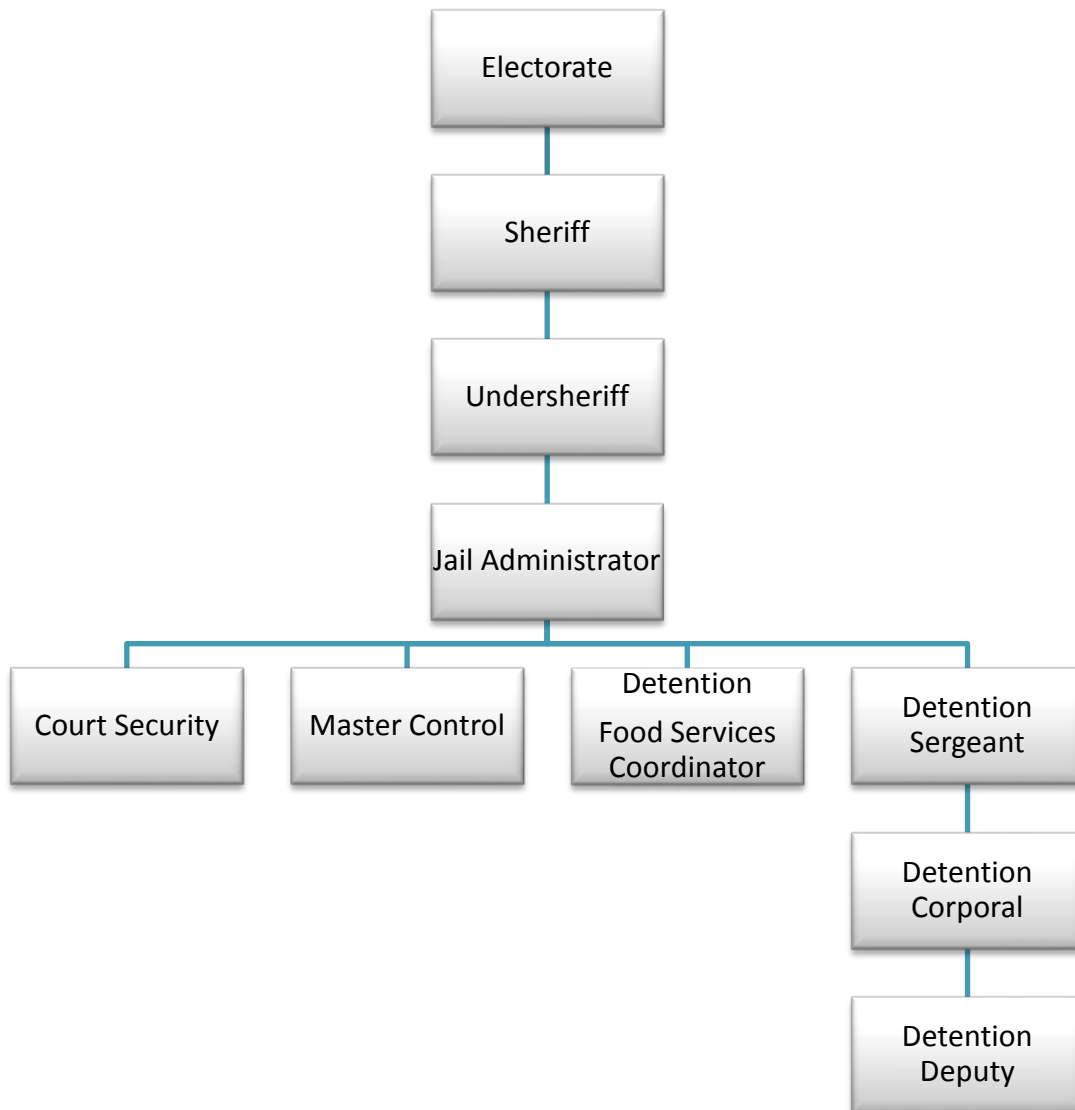 Electorate
Sheriff
Undersheriff
Jail Administrator
Court Security
Master Control
Detention
Food Services
Coordinator
Detention
Sergeant
Detention
Corporal
Detention
Deputy